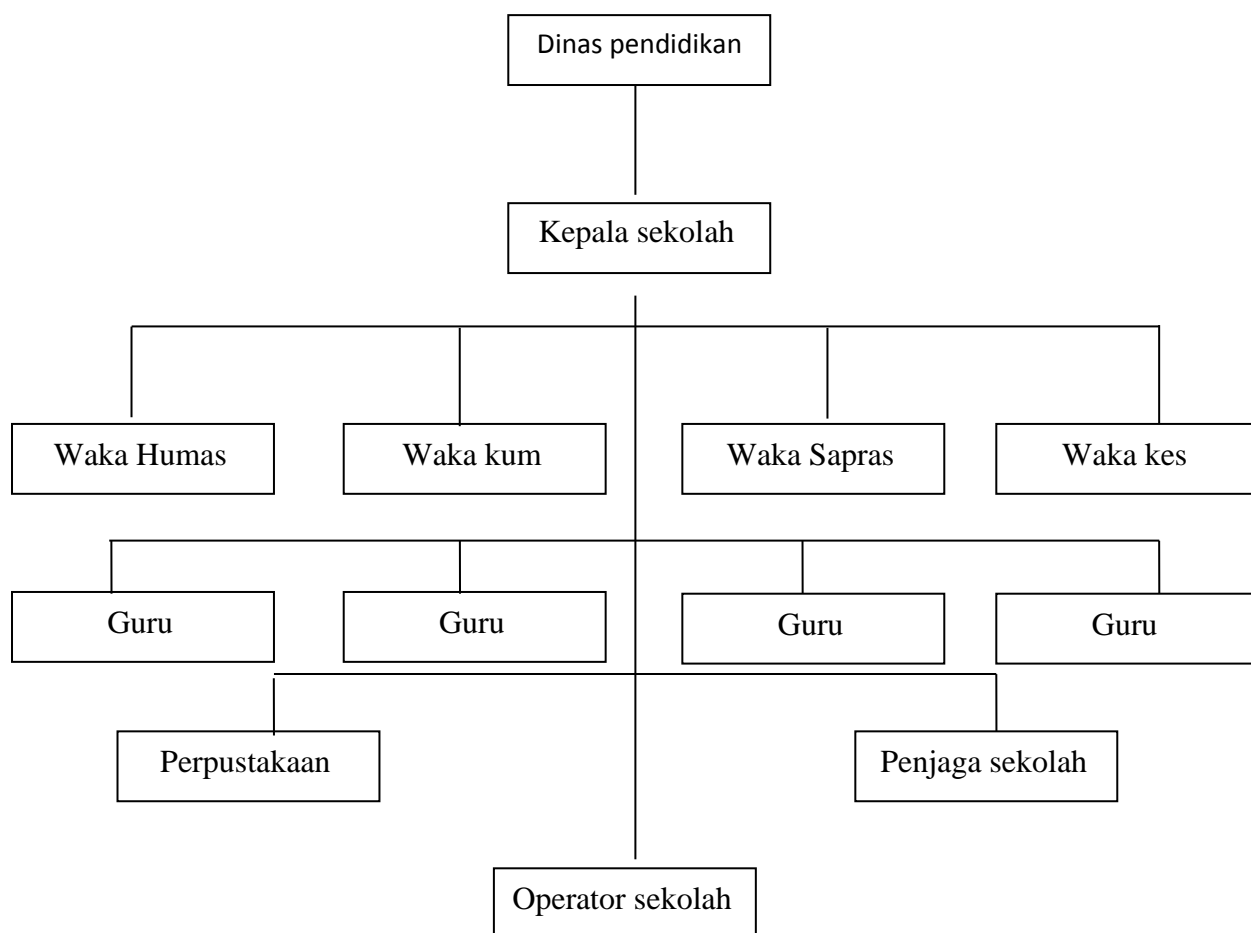 Dinas pendidikan
Kepala sekolah
Waka Humas
Waka kum
Waka Sapras
Waka kes
Guru
Guru
Guru
Guru
Perpustakaan
Penjaga sekolah
Operator sekolah